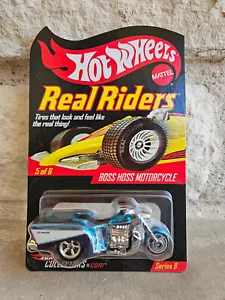 Hot Wheels
MATTEL
Real Riders
Tires that look and feel like
the real thing!
5 of 6
BOSS HOSS MOTORCYCLE
COLLECTORS.com
Series 8